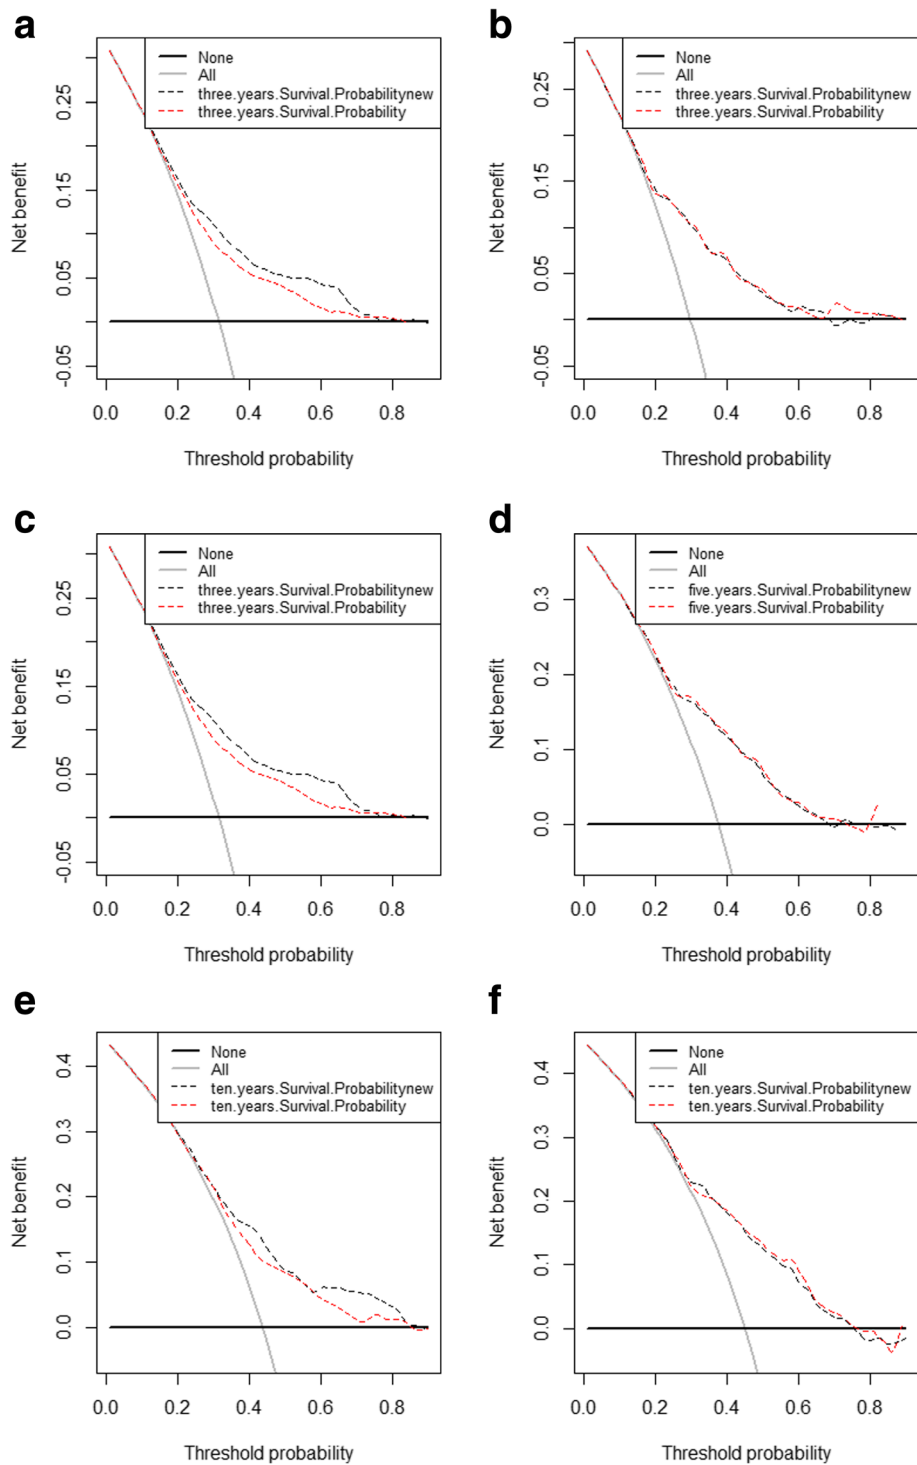 a
None
All
three.years.Survival.Probabilitynew
three.years.Survival.Probability
Net benefit
0.25
0.15
0.05
-0.05
0.0 0.2 0.4 0.6 0.8
Threshold probability
b
None
All
three.years.Survival.Probabilitynew
three.years.Survival.Probability
Net benefit
0.25
0.15
0.05
-0.05
0.0 0.2 0.4 0.6 0.8
Threshold probability
c
None
All
three.years.Survival.Probabilitynew
three.years.Survival.Probability
Net benefit
0.25
0.15
0.05
-0.05
0.0 0.2 0.4 0.6 0.8
Threshold probability
d
None
All
five.years.Survival.Probabilitynew
five.years.Survival.Probability
Net benefit
0.3
0.2
0.1
0.0
0.0 0.2 0.4 0.6 0.8
Threshold probability
e
None
All
ten.years.Survival.Probabilitynew
ten.years.Survival.Probability
Net benefit
0.4
0.3
0.2
0.1
0.0
0.0 0.2 0.4 0.6 0.8
Threshold probability
f
None
All
ten.years.Survival.Probabilitynew
ten.years.Survival.Probability
Net benefit
0.4
0.3
0.2
0.1
0.0
0.0 0.2 0.4 0.6 0.8
Threshold probability